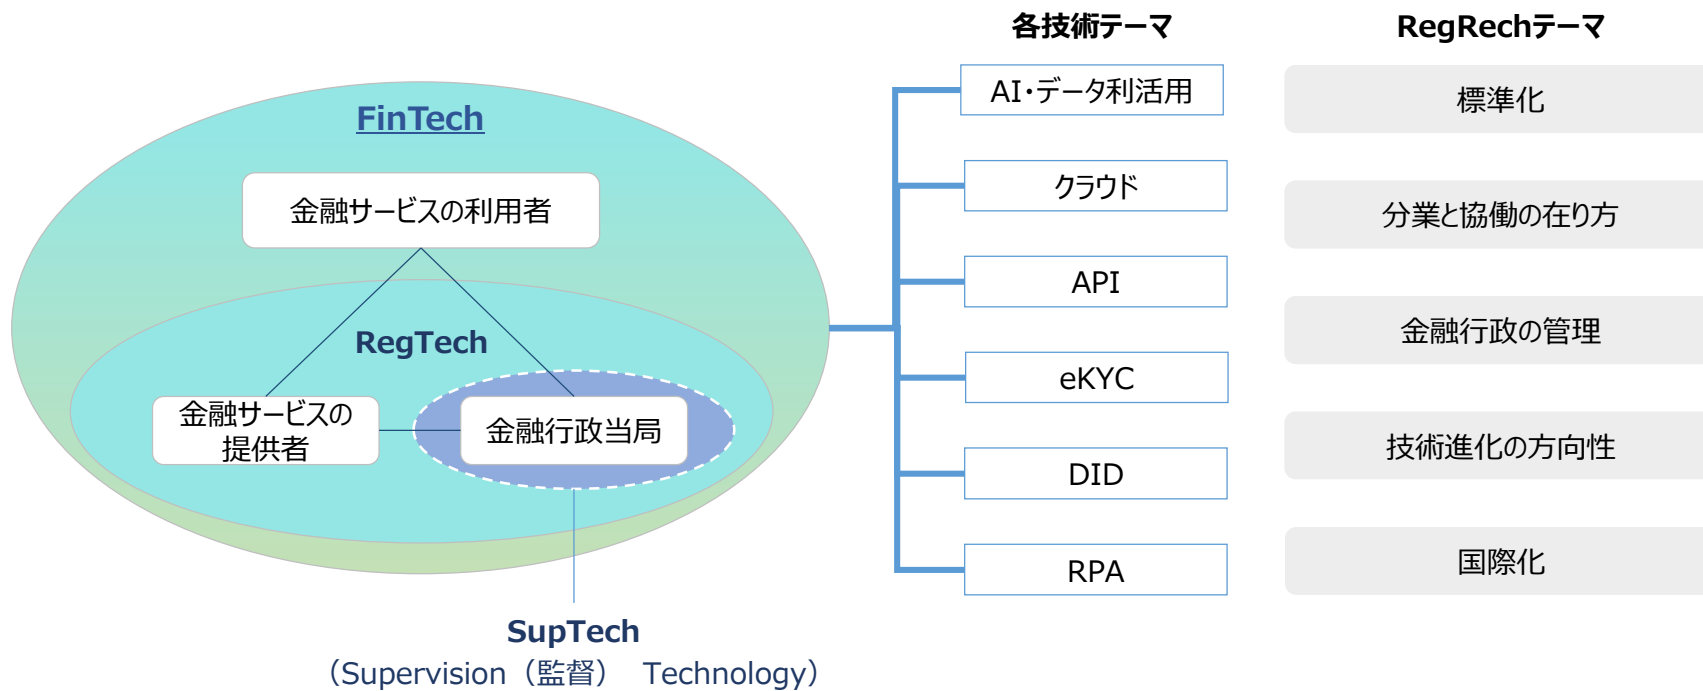 FinTech
金融サービスの利用者
RegTech
金融サービスの
提供者
金融行政当局
SupTech
（Supervision（監督） Technology）
各技術テーマ
AI・データ利活用
クラウド
API
eKYC
DID
RPA
RegRechテーマ
標準化
分業と協働の在り方
金融行政の管理
技術進化の方向性
国際化